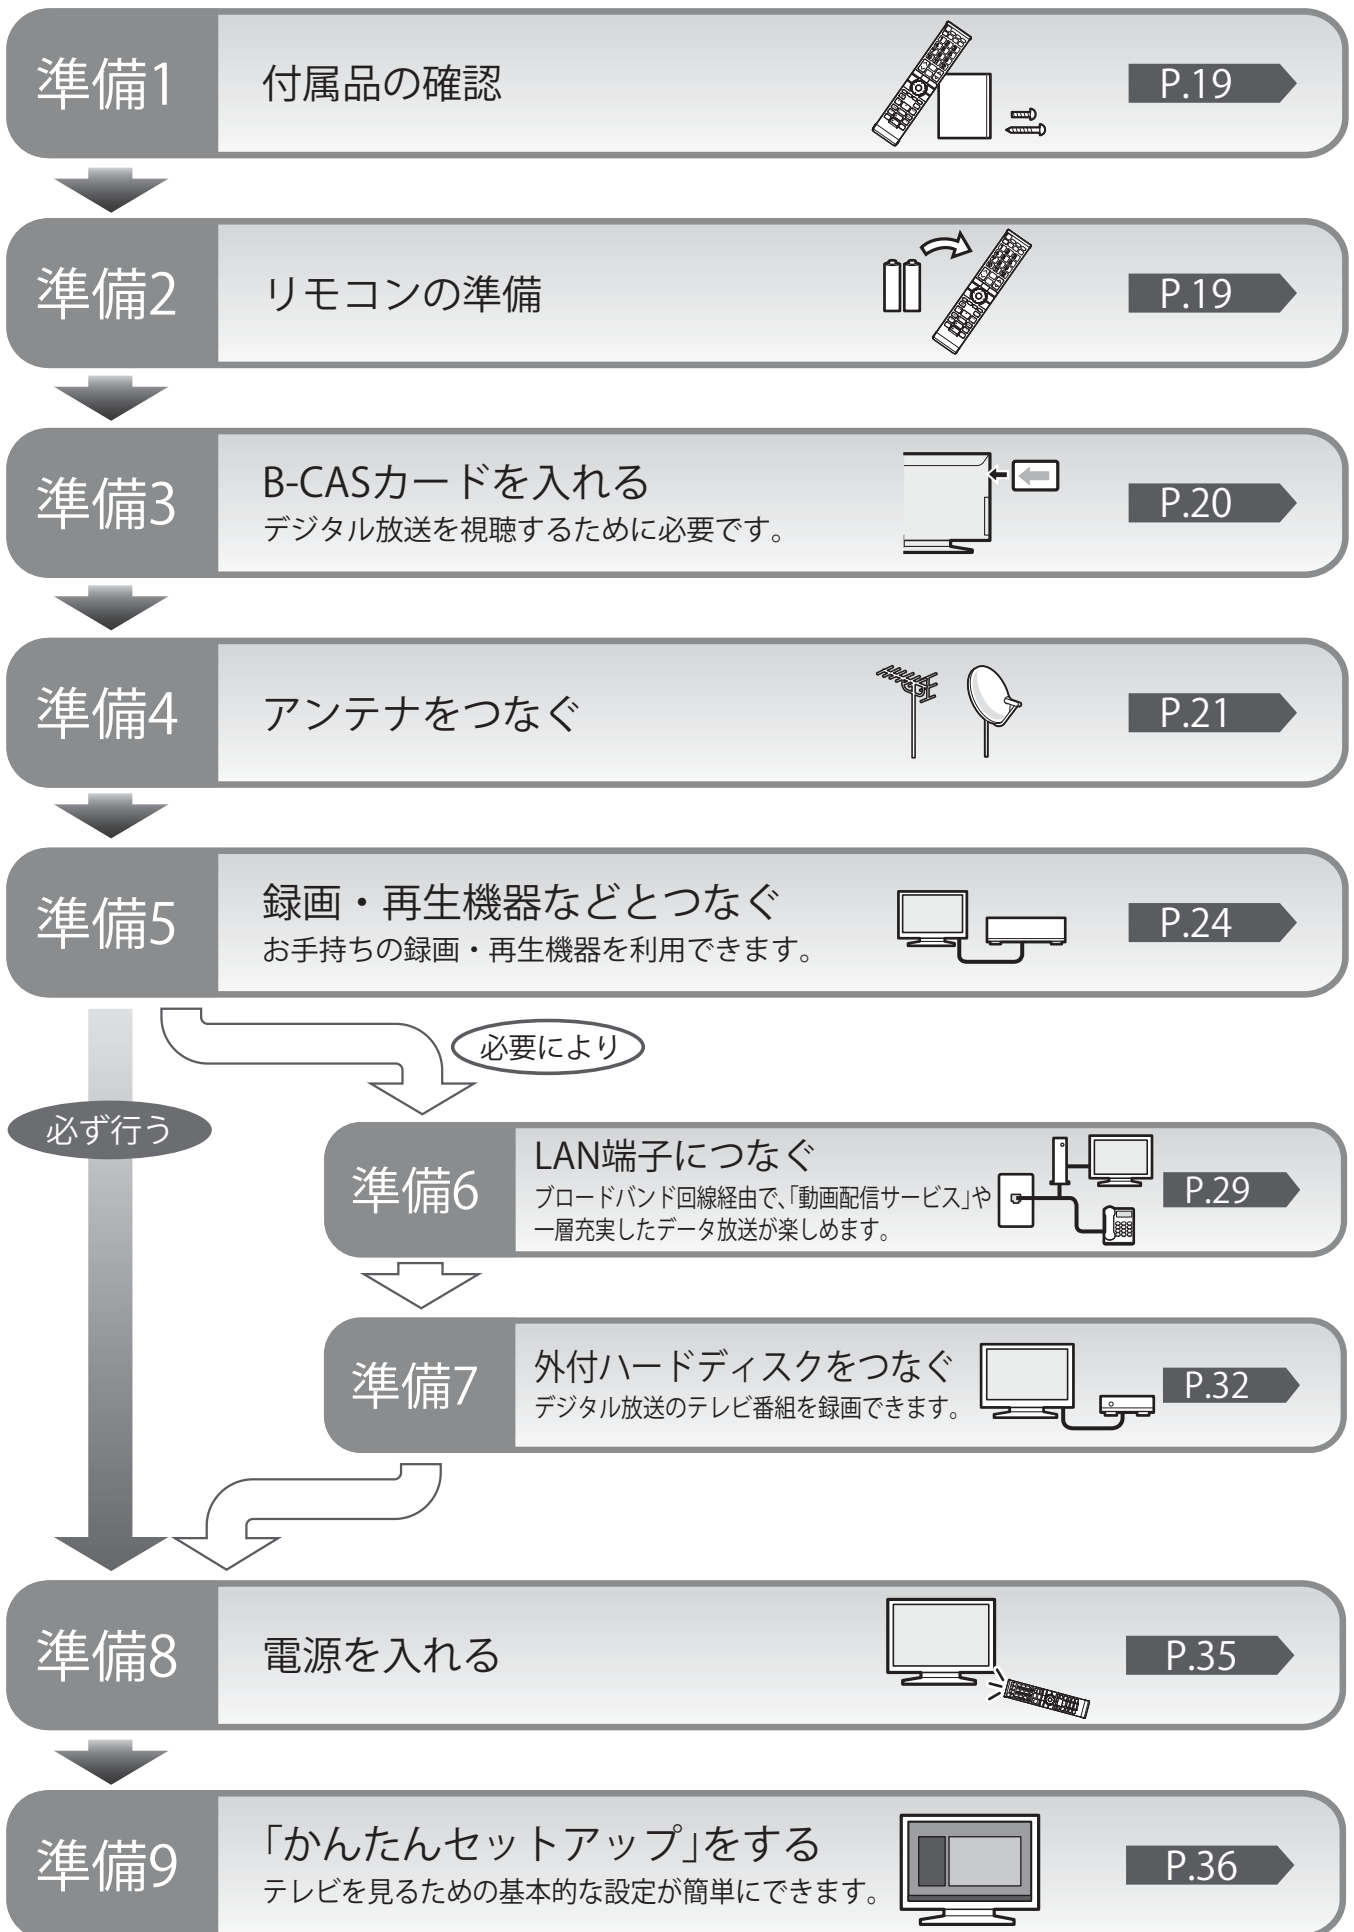 準備1
付属品の確認
P.19
準備2
リモコンの準備
P.19
準備3
B-CASカードを入れる
デジタル放送を視聴するために必要です。
P.20
準備4
アンテナをつなぐ
P.21
準備5
録画・再生機器などとつなぐ
お手持ちの録画・再生機器を利用できます。
P.24
必要により
必ず行う
準備6
LAN端子につなぐ
ブロードバンド回線経由で、「動画配信サービス」や
一層充実したデータ放送が楽しめます。
P.29
準備7
外付ハードディスクをつなぐ
デジタル放送のテレビ番組を録画できます。
P.32
準備8
電源を入れる
P.35
準備9
「かんたんセットアップ」をする
テレビを見るための基本的な設定が簡単にできます。
P.36